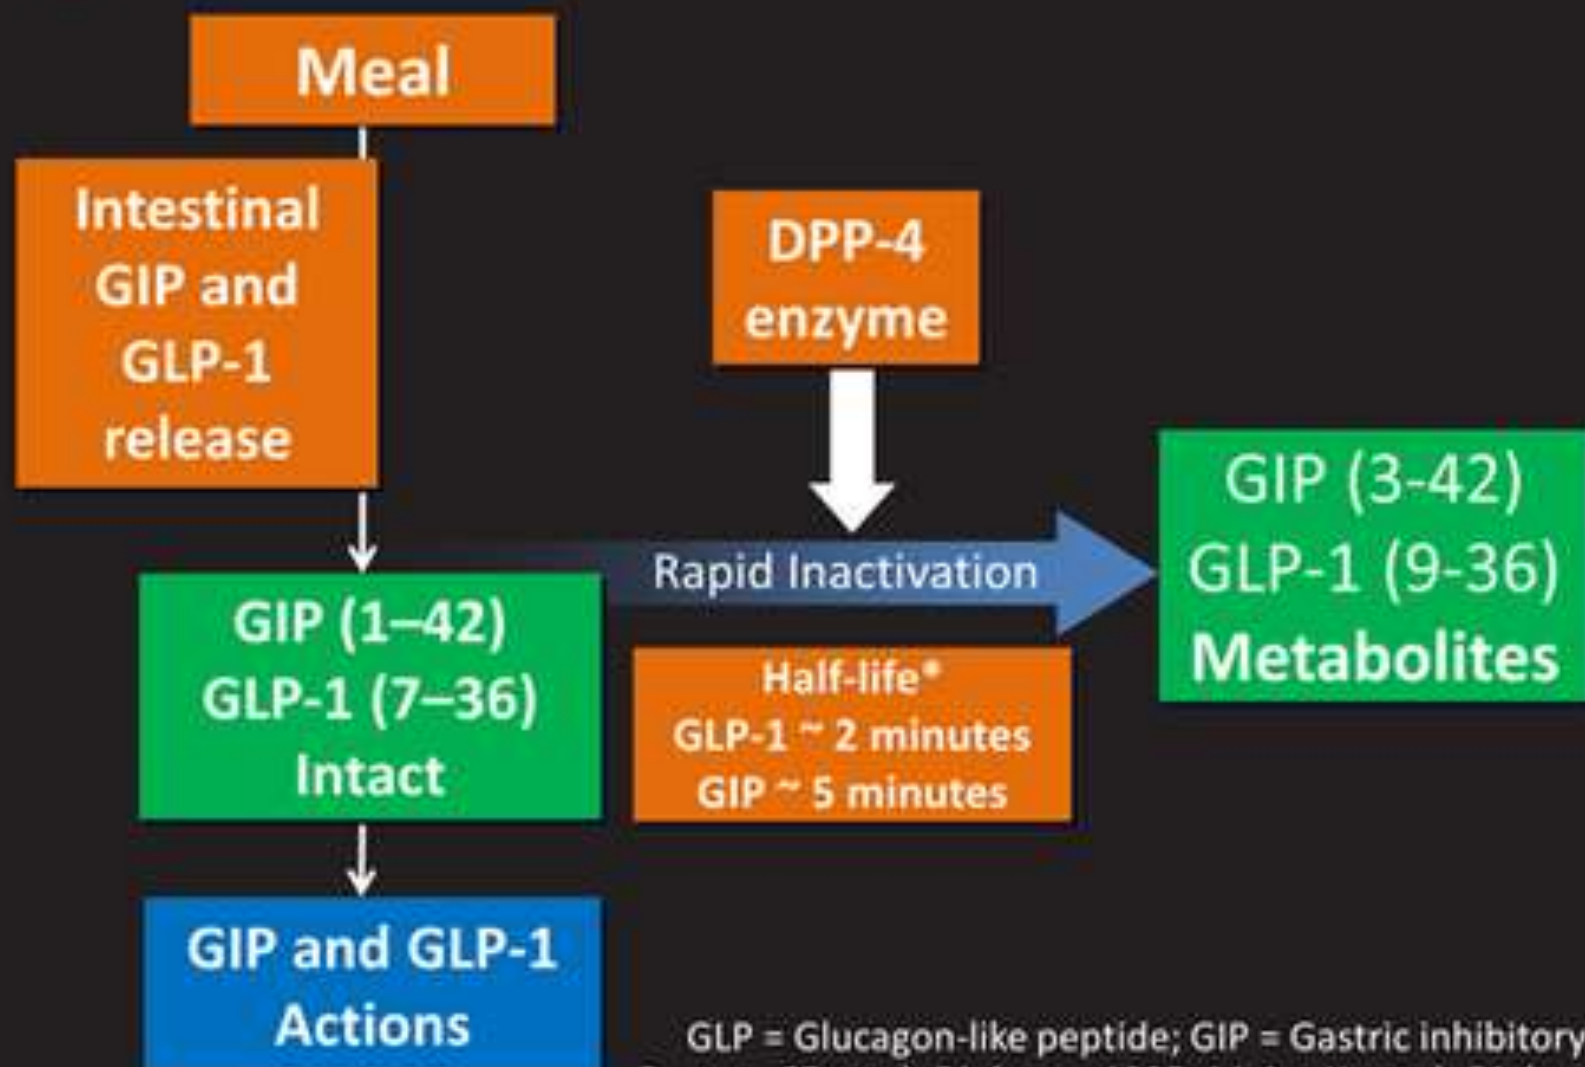 Meal
Intestinal
GIP and
GLP-1
release
DPP-4
enzyme
Rapid Inactivation
GIP (3-42)
GLP-1 (9-36)
Metabolites
GIP (1–42)
GLP-1 (7–36)
Intact
Half-life*
GLP-1 ~ 2 minutes
GIP ~ 5 minutes
GIP and GLP-1
Actions
GLP = Glucagon-like peptide; GIP = Gastric inhibitory